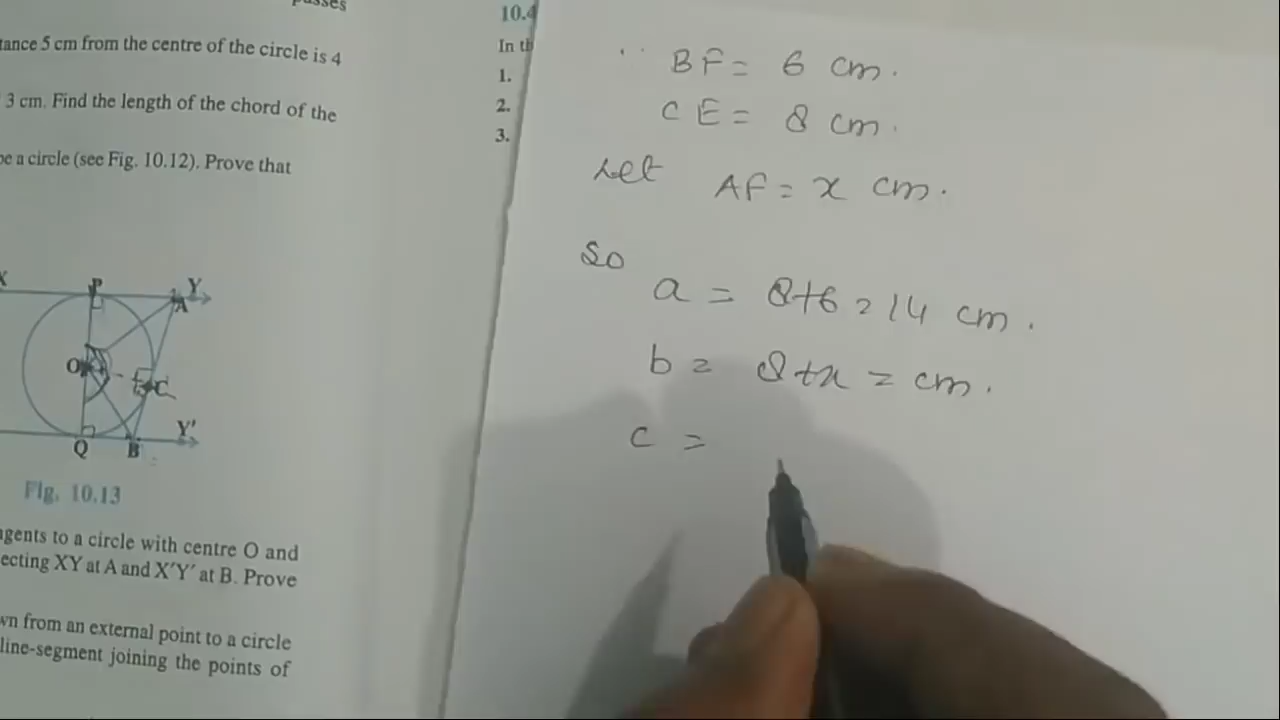 tance 5 cm from the centre of the circle is 4
3 cm. Find the length of the chord of the
be a circle (see Fig. 10.12). Prove that
X P Y
A
O C
Q B Y'
Fig. 10.13
agents to a circle with centre O and
ecting XY at A and X'Y' at B. Prove
wn from an external point to a circle
line-segment joining the points of
10.4
In th
1.
2.
3.
BF = 6 cm.
CE = 8 cm.
Let AF = x cm.
So
a = 8+6 = 14 cm.
b = 8+x = cm.
c =